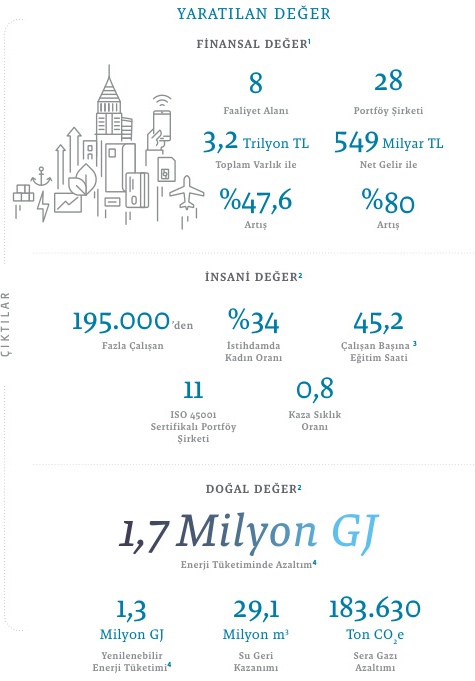 YARATILAN DEĞER
FİNANSAL DEĞER¹
8
Faaliyet Alanı
28
Portföy Şirketi
3,2 Trilyon TL
Toplam Varlık ile
549 Milyar TL
Net Gelir ile
%47,6
Artış
%80
Artış
ÇIKTILAR
İNSANİ DEĞER²
195.000'den
Fazla Çalışan
%34
İstihdamda
Kadın Oranı
45,2
Çalışan Başına ³
Eğitim Saati
11
ISO 45001
Sertifikalı Portföy
Şirketi
0,8
Kaza Sıklık
Oranı
DOĞAL DEĞER²
1,7 Milyon GJ
Enerji Tüketiminde Azaltım⁴
1,3
Milyon GJ
Yenilenebilir
Enerji Tüketimi⁴
29,1
Milyon m³
Su Geri
Kazanımı
183.630
Ton CO₂e
Sera Gazı
Azaltımı